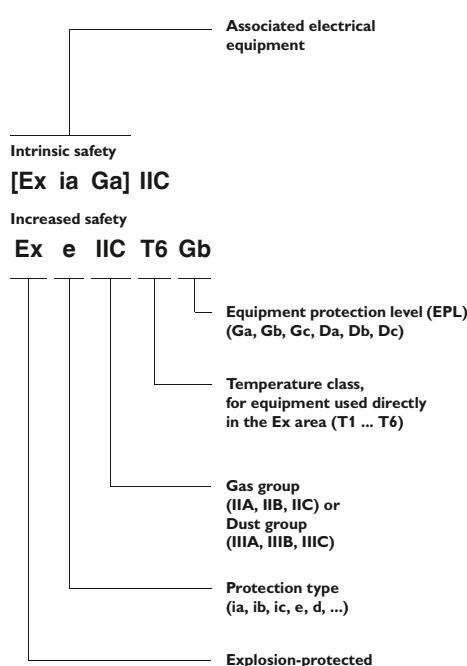 Associated electrical
equipment
Intrinsic safety
[Ex ia Ga] IIC
Increased safety
Ex e IIC T6 Gb
Equipment protection level (EPL)
(Ga, Gb, Gc, Da, Db, Dc)
Temperature class,
for equipment used directly
in the Ex area (T1 ... T6)
Gas group
(IIA, IIB, IIC) or
Dust group
(IIIA, IIIB, IIIC)
Protection type
(ia, ib, ic, e, d, ...)
Explosion-protected